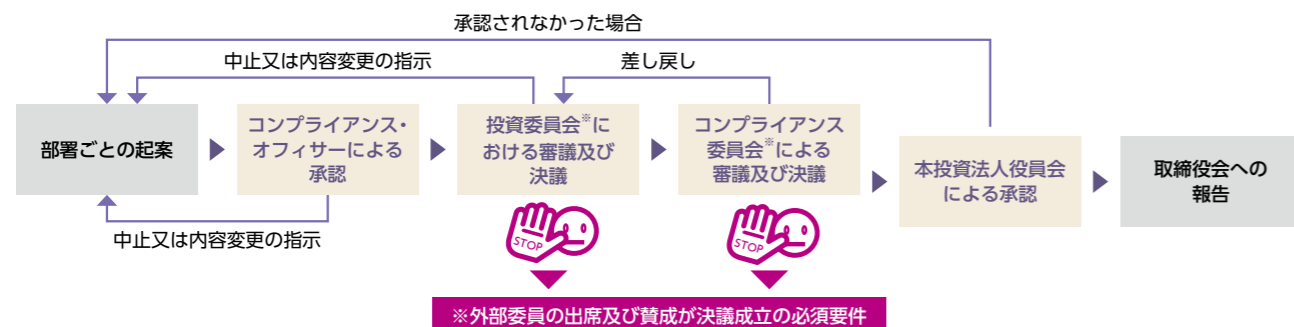 承認されなかった場合
中止又は内容変更の指示
差し戻し
部署ごとの起案
コンプライアンス・
オフィサーによる
承認
投資委員会※に
おける審議及び
決議
コンプライアンス
委員会※による
審議及び決議
本投資法人役員会
による承認
取締役会への
報告
中止又は内容変更の指示
STOP
STOP
※外部委員の出席及び賛成が決議成立の必須要件